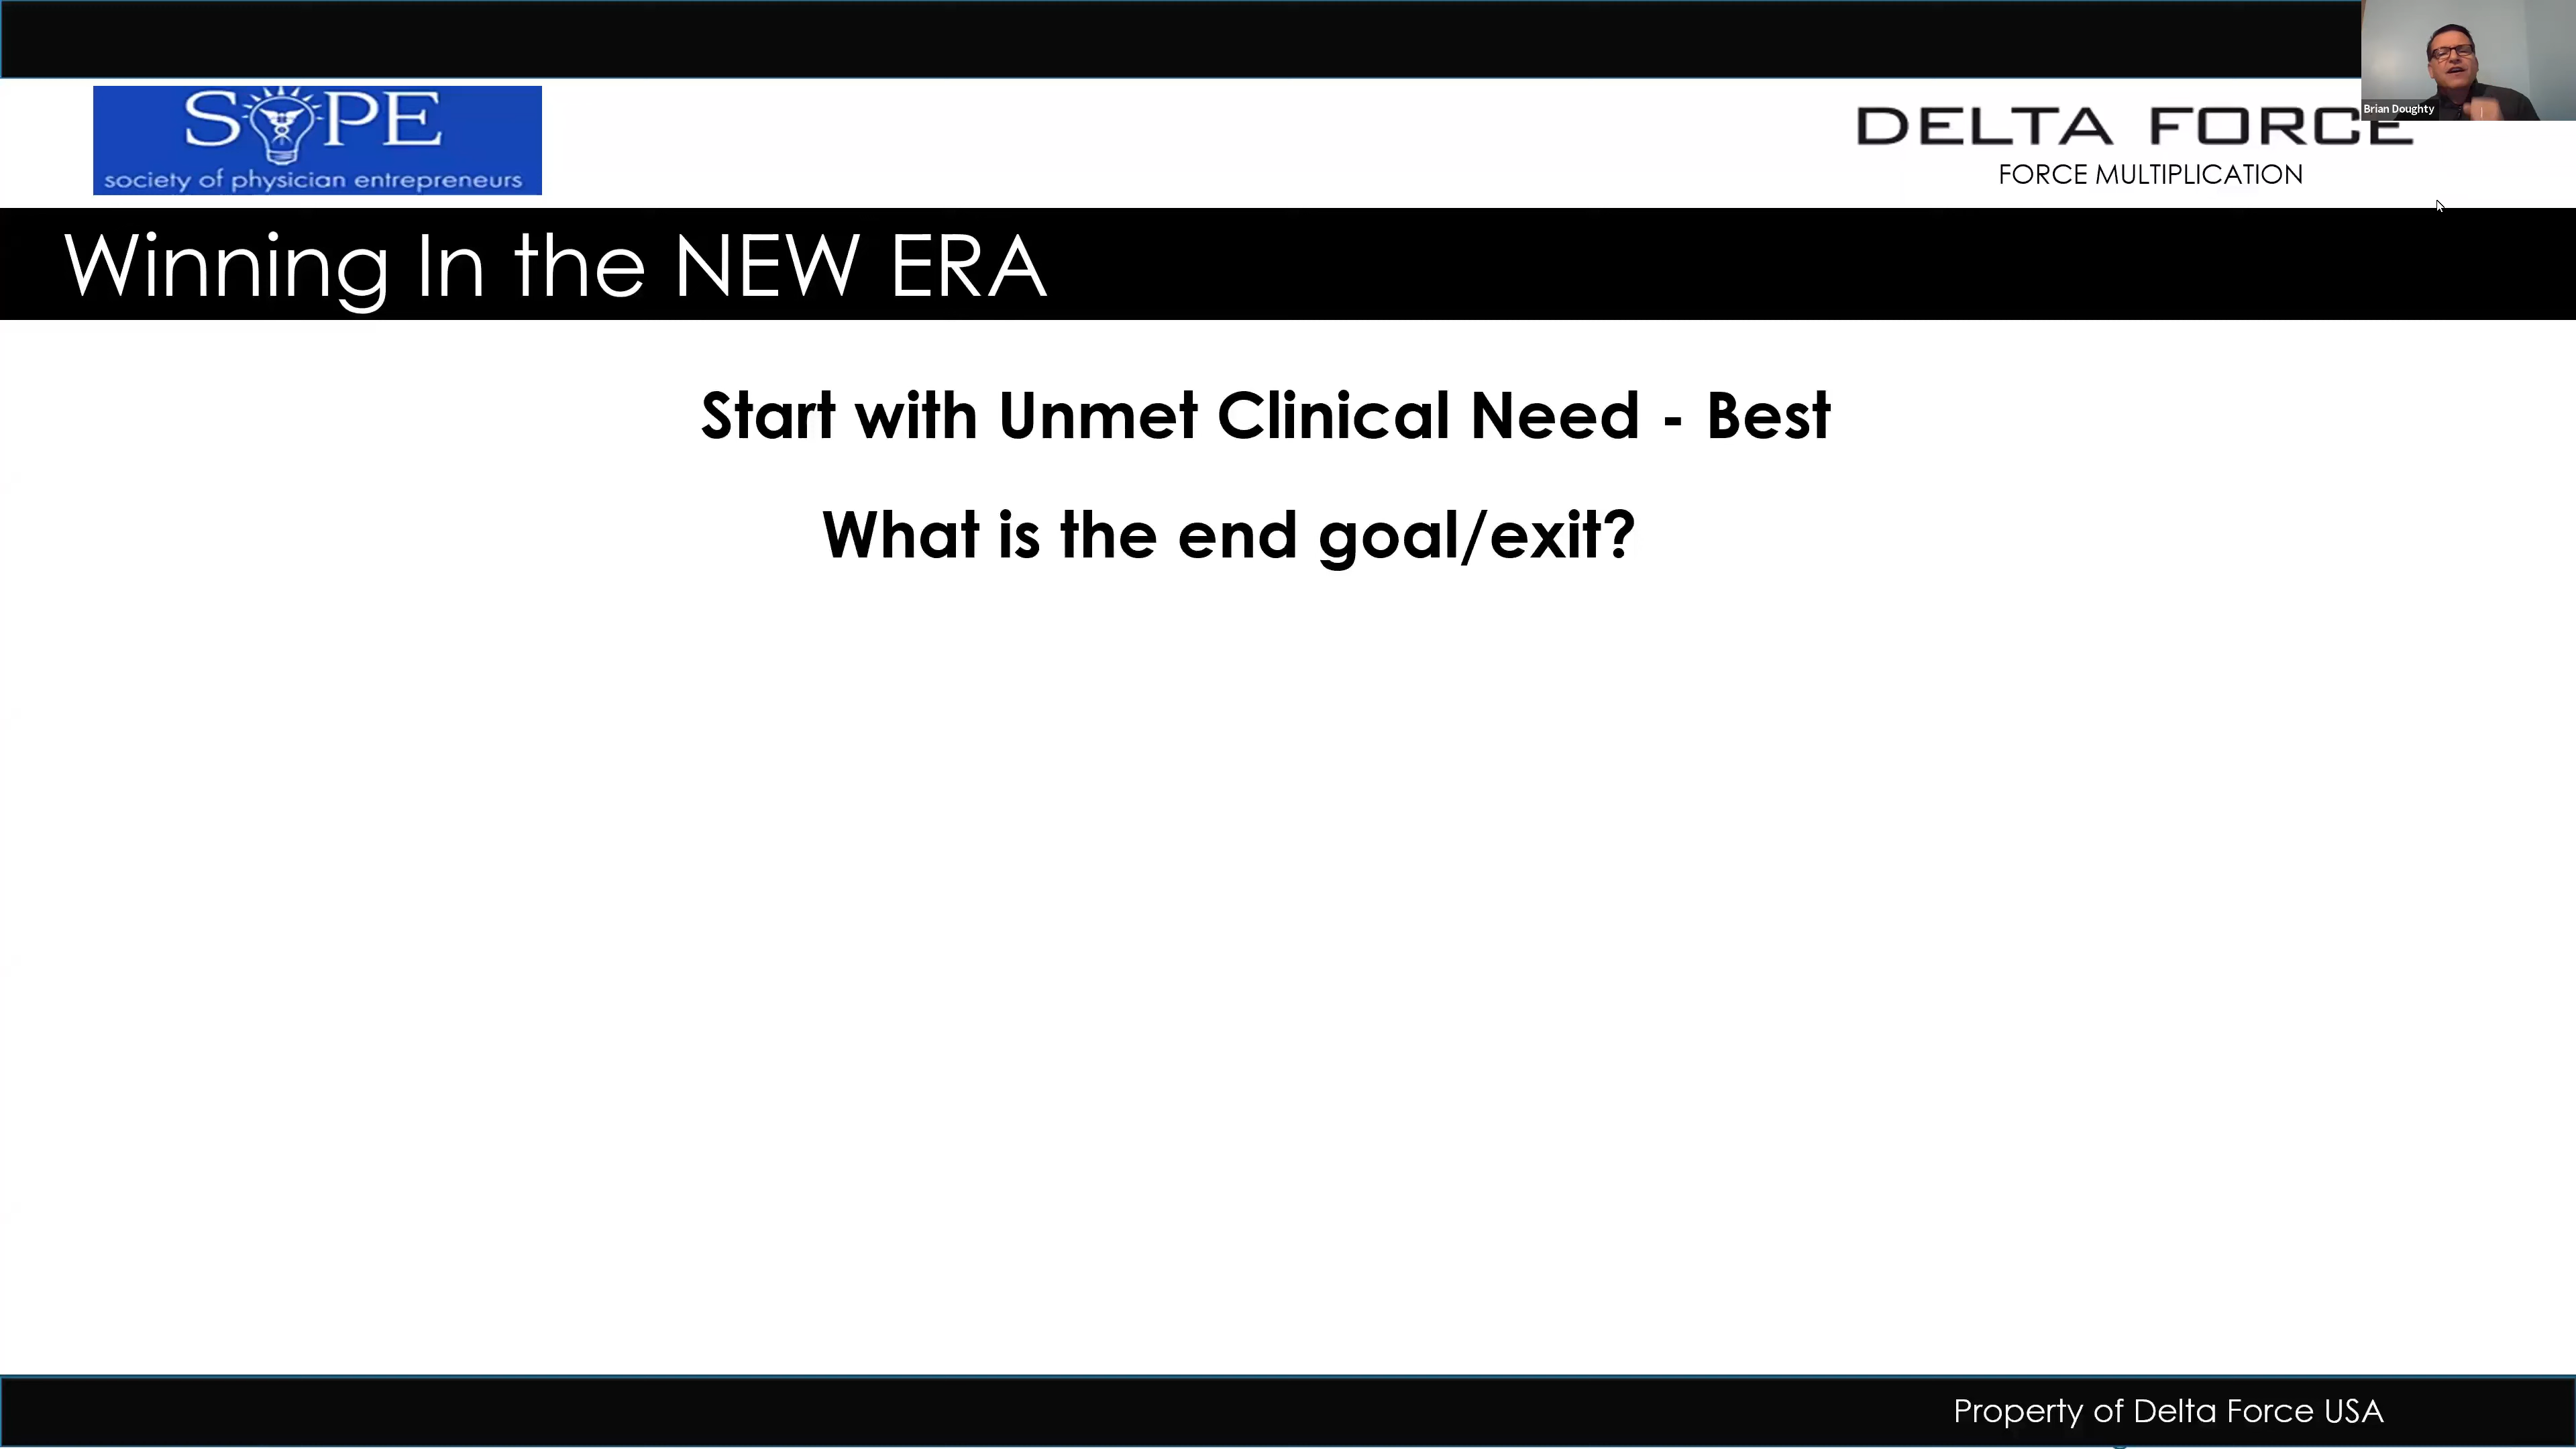 SOPE
society of physician entrepreneurs
DELTA FORCE
FORCE MULTIPLICATION
Brian Doughty
Winning In the NEW ERA
Start with Unmet Clinical Need - Best
What is the end goal/exit?
Property of Delta Force USA